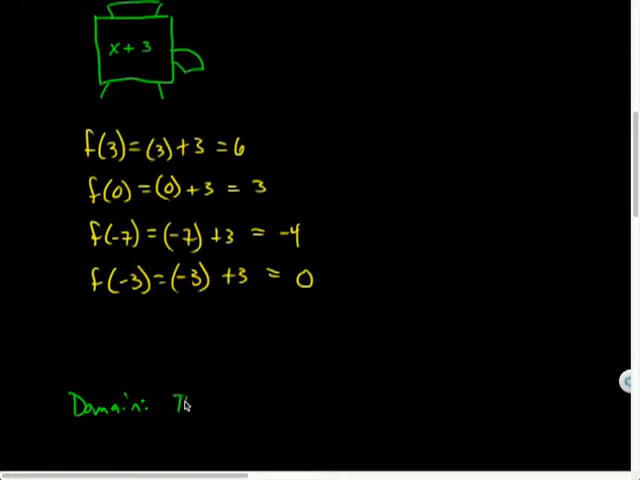 x + 3
f(3) = (3) + 3 = 6
f(0) = (0) + 3 = 3
f(-7) = (-7) + 3 = -4
f(-3) = (-3) + 3 = 0
Domain: